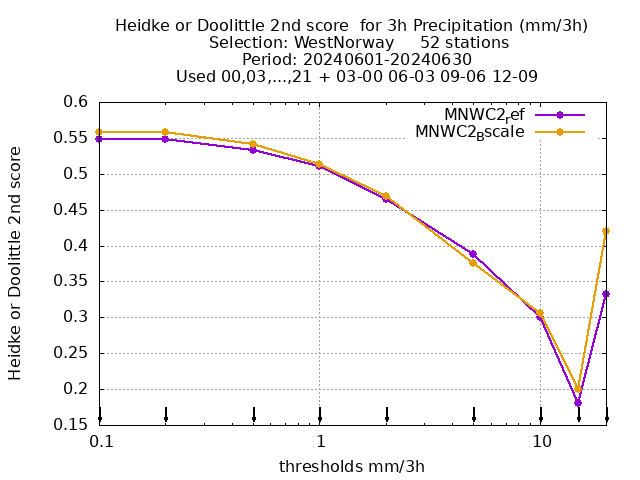 Heidke or Doolittle 2nd score  for 3h Precipitation (mm/3h)
Selection: WestNorway     52 stations
Period: 20240601-20240630
Used 00,03,...,21 + 03-00 06-03 09-06 12-09
MNWC2ref
MNWC2Bscale
Heidke or Doolittle 2nd score
0.6
0.55
0.5
0.45
0.4
0.35
0.3
0.25
0.2
0.15
0.1 1 10
thresholds mm/3h